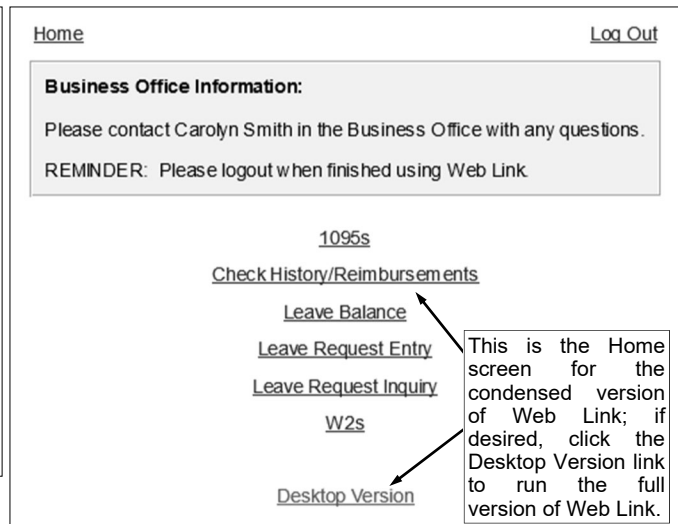 Home Log Out
Business Office Information:
Please contact Carolyn Smith in the Business Office with any questions.
REMINDER: Please logout when finished using Web Link.
1095s
Check History/Reimbursements
Leave Balance
Leave Request Entry
Leave Request Inquiry
W2s
Desktop Version
This is the Home
screen for the
condensed version
of Web Link; if
desired, click the
Desktop Version link
to run the full
version of Web Link.